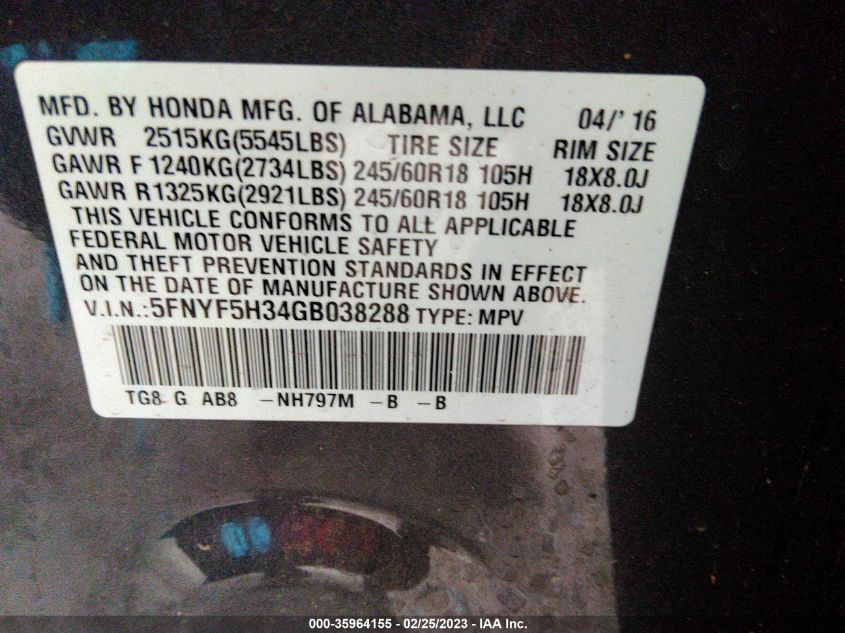 MFD. BY HONDA MFG. OF ALABAMA, LLC 04/' 16
GVWR 2515KG(5545LBS) TIRE SIZE RIM SIZE
GAWR F 1240KG(2734LBS) 245/60R18 105H 18X8.0J
GAWR R1325KG(2921LBS) 245/60R18 105H 18X8.0J
THIS VEHICLE CONFORMS TO ALL APPLICABLE
FEDERAL MOTOR VEHICLE SAFETY
AND THEFT PREVENTION STANDARDS IN EFFECT
ON THE DATE OF MANUFACTURE SHOWN ABOVE.
V.I.N.:5FNYF5H34GB038288 TYPE: MPV
TG8 G AB8 -NH797M -B -B
000-35964155 - 02/25/2023 - IAA Inc.